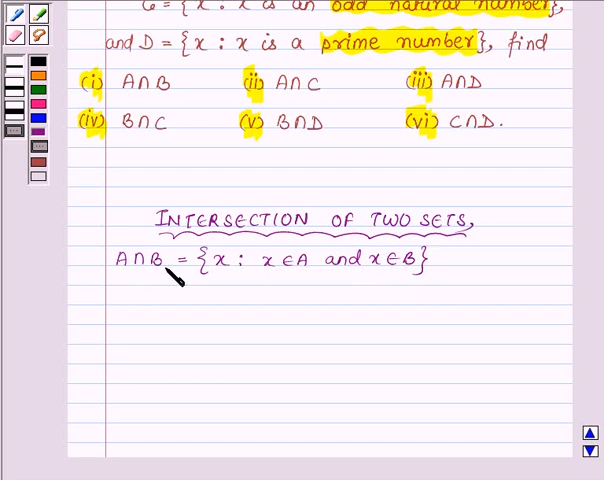 C = {x : x is an odd natural number},
and D = {x : x is a prime number}, find
(i) A∩B (ii) A∩C (iii) A∩D
(iv) B∩C (v) B∩D (vi) C∩D.
INTERSECTION OF TWO SETS,
A∩B = {x : x∈A and x∈B}